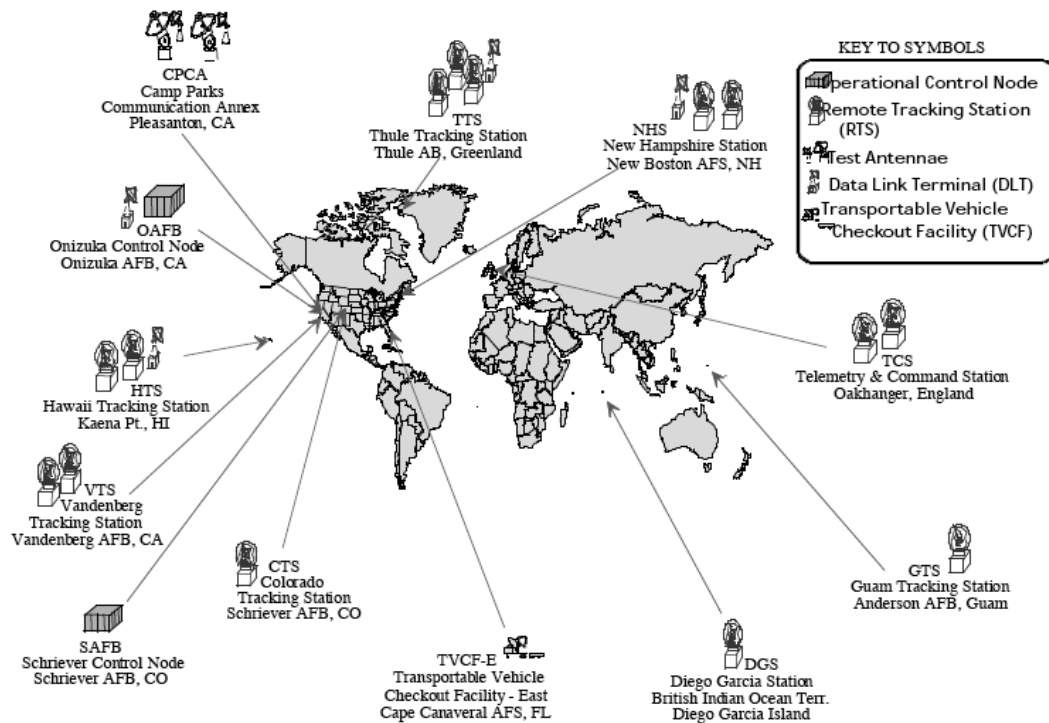 CPCA
Camp Parks
Communication Annex
Pleasanton, CA
TTS
Thule Tracking Station
Thule AB, Greenland
NHS
New Hampshire Station
New Boston AFS, NH
KEY TO SYMBOLS
Operational Control Node
Remote Tracking Station
(RTS)
Test Antennae
Data Link Terminal (DLT)
Transportable Vehicle
Checkout Facility (TVCF)
OAFB
Onizuka Control Node
Onizuka AFB, CA
HTS
Hawaii Tracking Station
Kaena Pt., HI
TCS
Telemetry & Command Station
Oakhanger, England
VTS
Vandenberg
Tracking Station
Vandenberg AFB, CA
CTS
Colorado
Tracking Station
Schriever AFB, CO
GTS
Guam Tracking Station
Anderson AFB, Guam
SAFB
Schriever Control Node
Schriever AFB, CO
TVCF-E
Transportable Vehicle
Checkout Facility - East
Cape Canaveral AFS, FL
DGS
Diego Garcia Station
British Indian Ocean Terr.
Diego Garcia Island